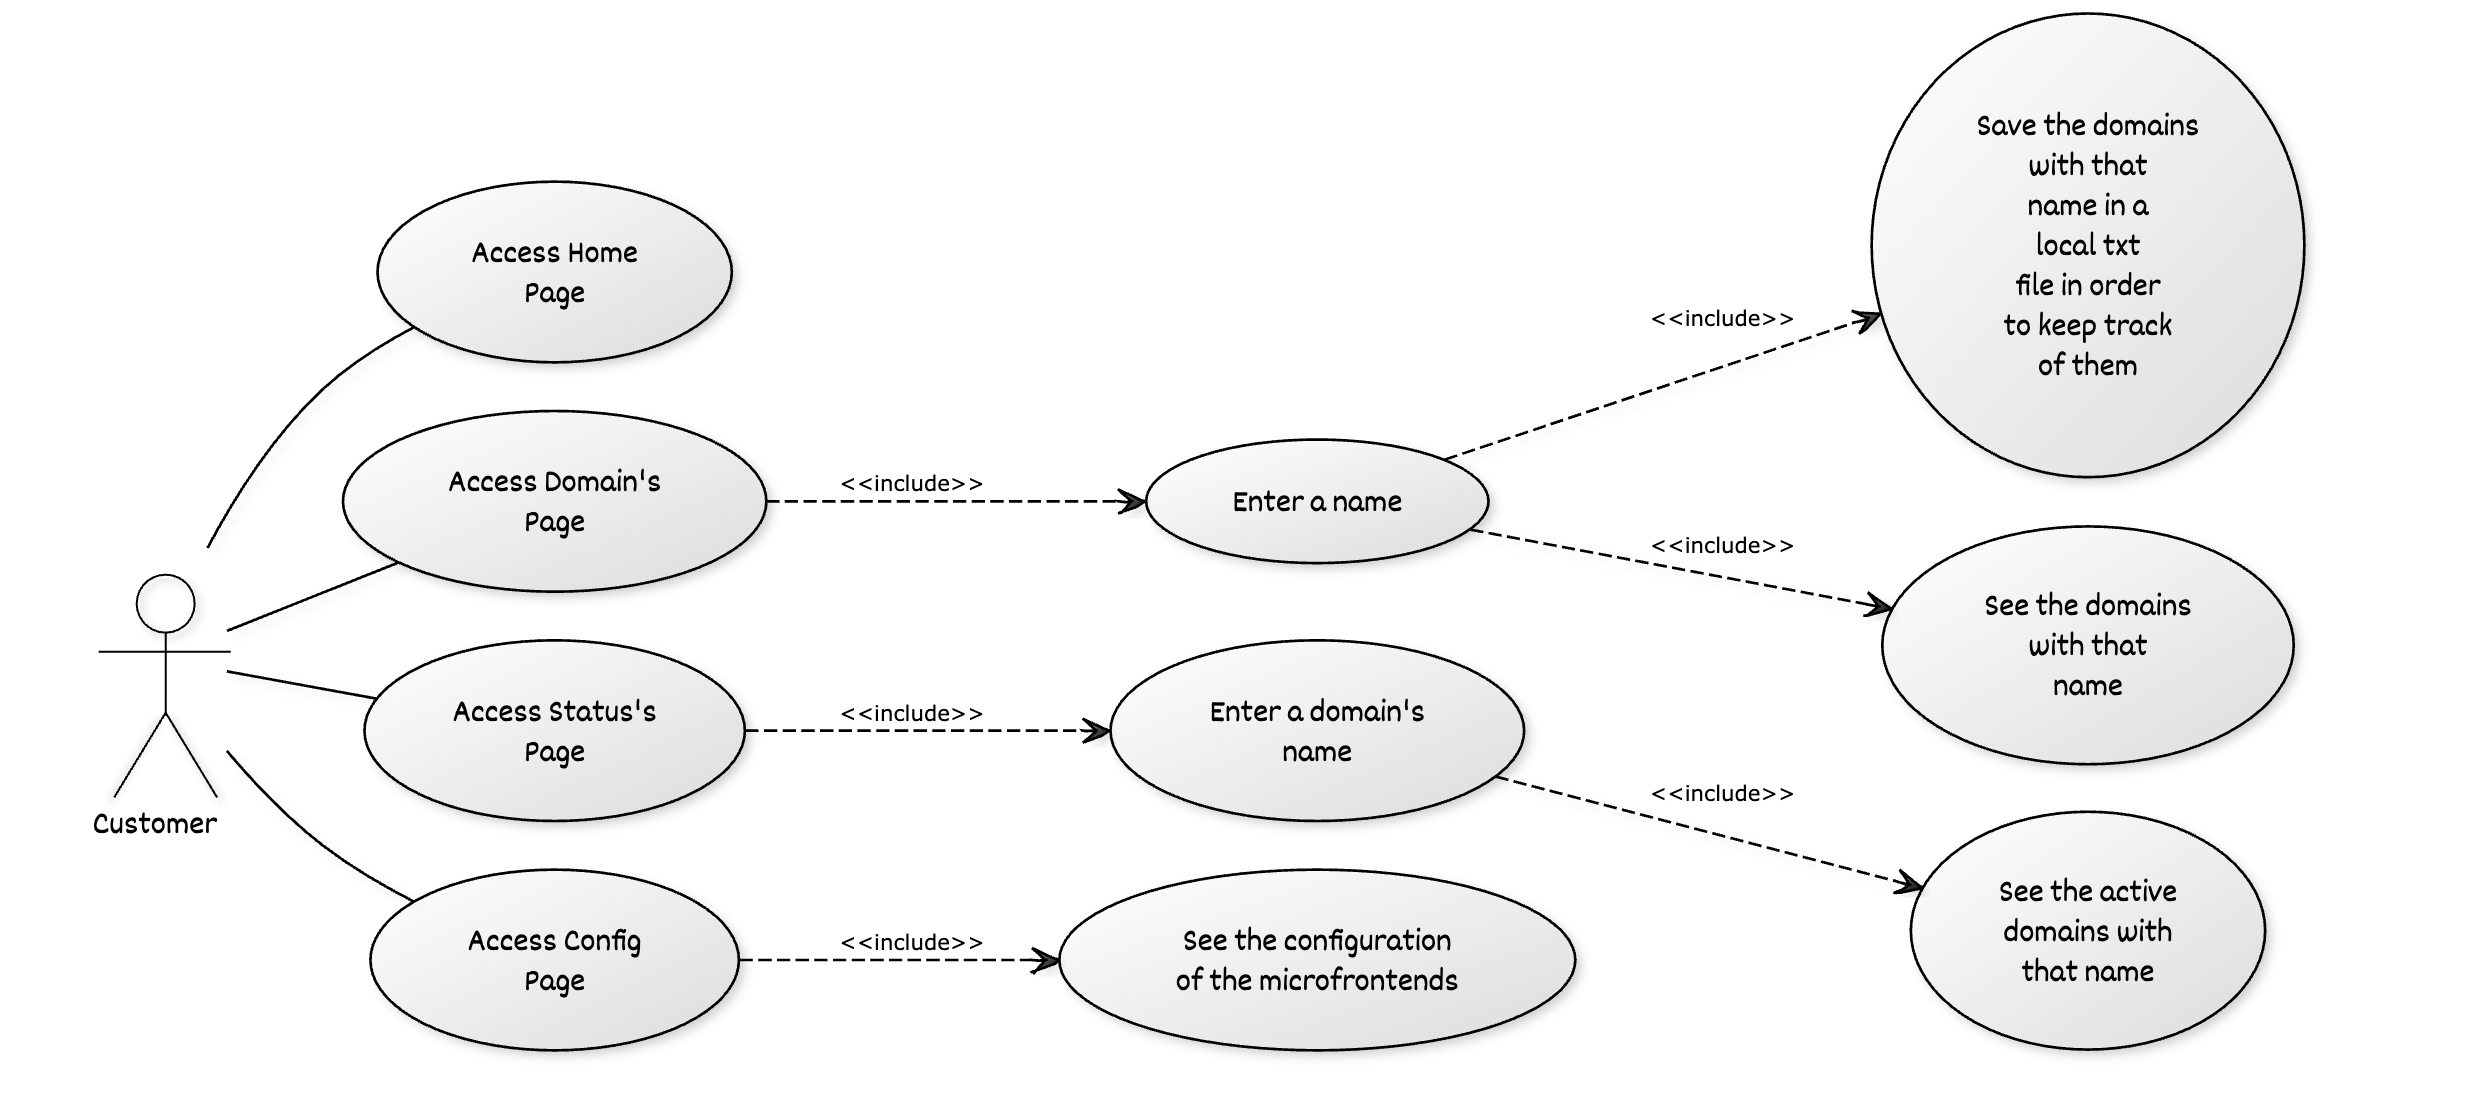 Access Home
Page
Access Domain's
Page
<<include>>
Enter a name
<<include>>
Save the domains
with that
name in a
local txt
file in order
to keep track
of them
<<include>>
See the domains
with that
name
Customer
Access Status's
Page
<<include>>
Enter a domain's
name
<<include>>
See the active
domains with
that name
Access Config
Page
<<include>>
See the configuration
of the microfrontends